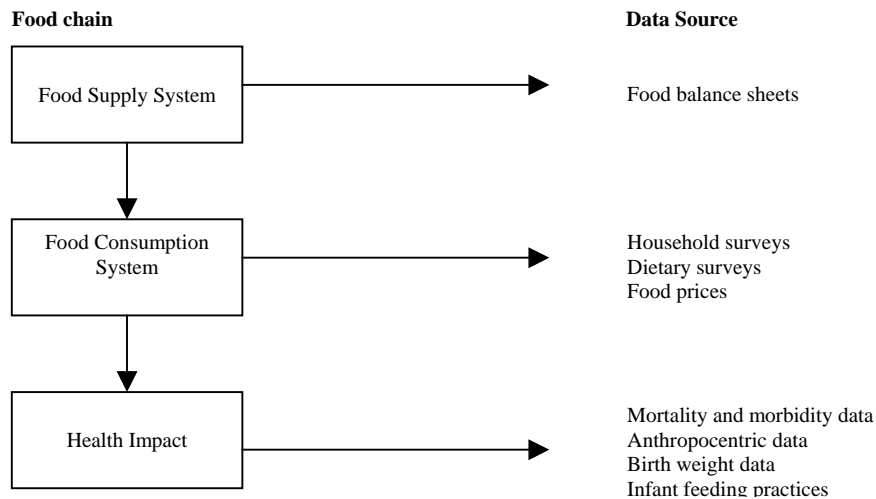 Food chain
Data Source
Food Supply System
Food balance sheets
Food Consumption
System
Household surveys
Dietary surveys
Food prices
Health Impact
Mortality and morbidity data
Anthropocentric data
Birth weight data
Infant feeding practices